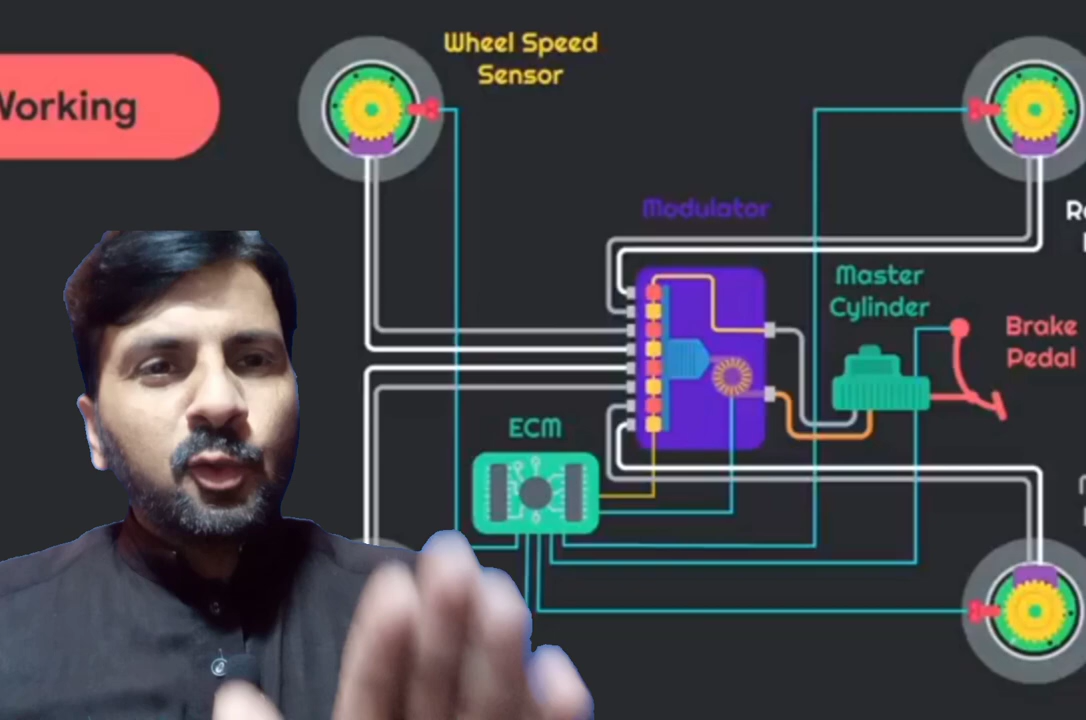 Working
Wheel Speed
Sensor
Modulator
Master
Cylinder
Brake
Pedal
ECM